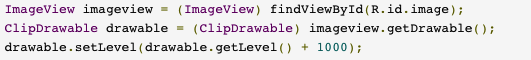 ImageView imageview = (ImageView) findViewById(R.id.image);
ClipDrawable drawable = (ClipDrawable) imageview.getDrawable();
drawable.setLevel(drawable.getLevel() + 1000);